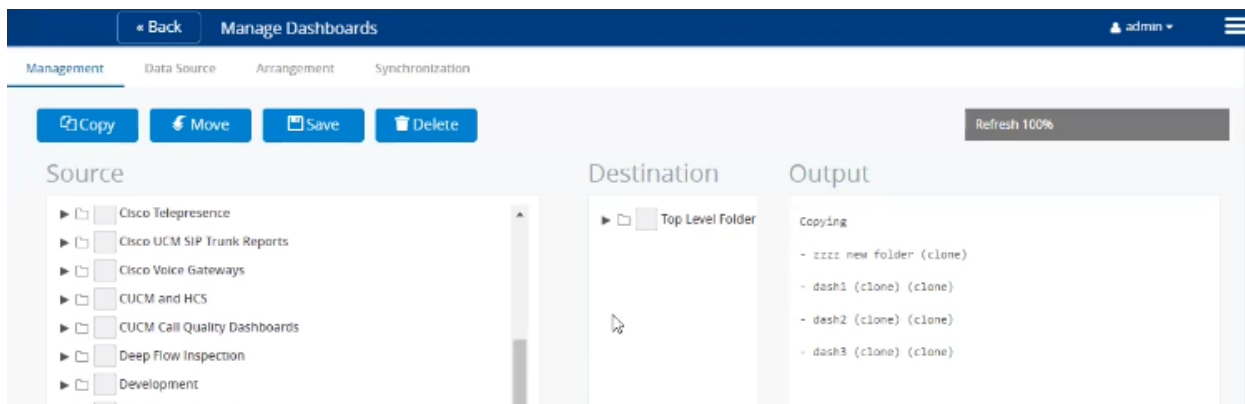 « Back Manage Dashboards admin
Management Data Source Arrangement Synchronization
Copy Move Save Delete Refresh 100%
Source
Cisco Telepresence
Cisco UCM SIP Trunk Reports
Cisco Voice Gateways
CUCM and HCS
CUCM Call Quality Dashboards
Deep Flow Inspection
Development
Destination
Top Level Folder
Output
Copying
- zzzz new folder (clone)
- dash1 (clone) (clone)
- dash2 (clone) (clone)
- dash3 (clone) (clone)